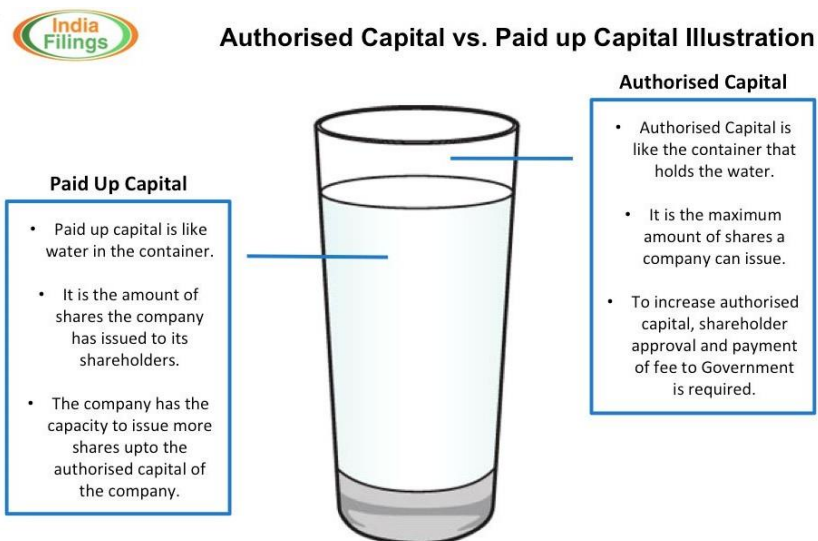 India
Filings
Authorised Capital vs. Paid up Capital Illustration
Authorised Capital
• Authorised Capital is
like the container that
holds the water.
• It is the maximum
amount of shares a
company can issue.
• To increase authorised
capital, shareholder
approval and payment
of fee to Government
is required.
Paid Up Capital
• Paid up capital is like
water in the container.
• It is the amount of
shares the company
has issued to its
shareholders.
• The company has the
capacity to issue more
shares upto the
authorised capital of
the company.